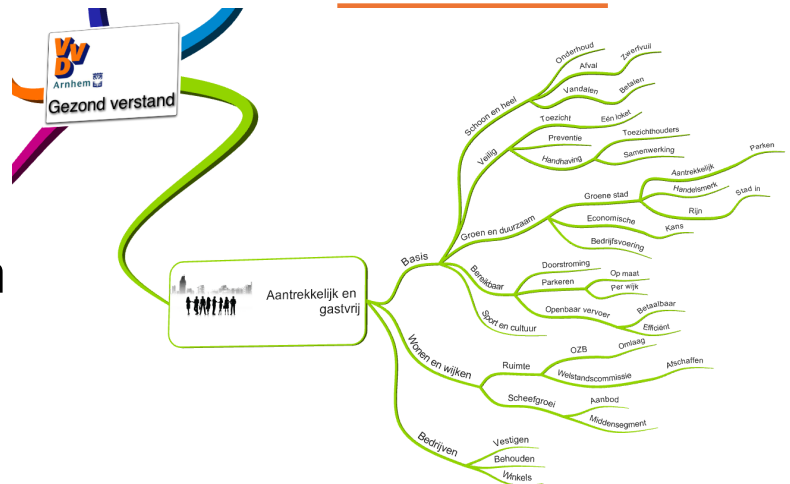 VVD
Arnhem
Gezond verstand
Aantrekkelijk en
gastvrij
Basis
Schoon en heel
Onderhoud
Afval
Zwerfvuil
Vandalen
Betalen
Veilig
Toezicht
Eén loket
Preventie
Handhaving
Toezichthouders
Samenwerking
Groen en duurzaam
Groene stad
Aantrekkelijk
Parken
Handelsmerk
Rijn
Stad in
Economische
Kans
Bedrijfsvoering
Bereikbaar
Doorstroming
Parkeren
Op maat
Per wijk
Openbaar vervoer
Betaalbaar
Efficiënt
Sport en cultuur
Wonen en wijken
Ruimte
OZB
Omlaag
Welstandscommissie
Afschaffen
Scheefgroei
Aanbod
Middensegment
Bedrijven
Vestigen
Behouden
Winkels